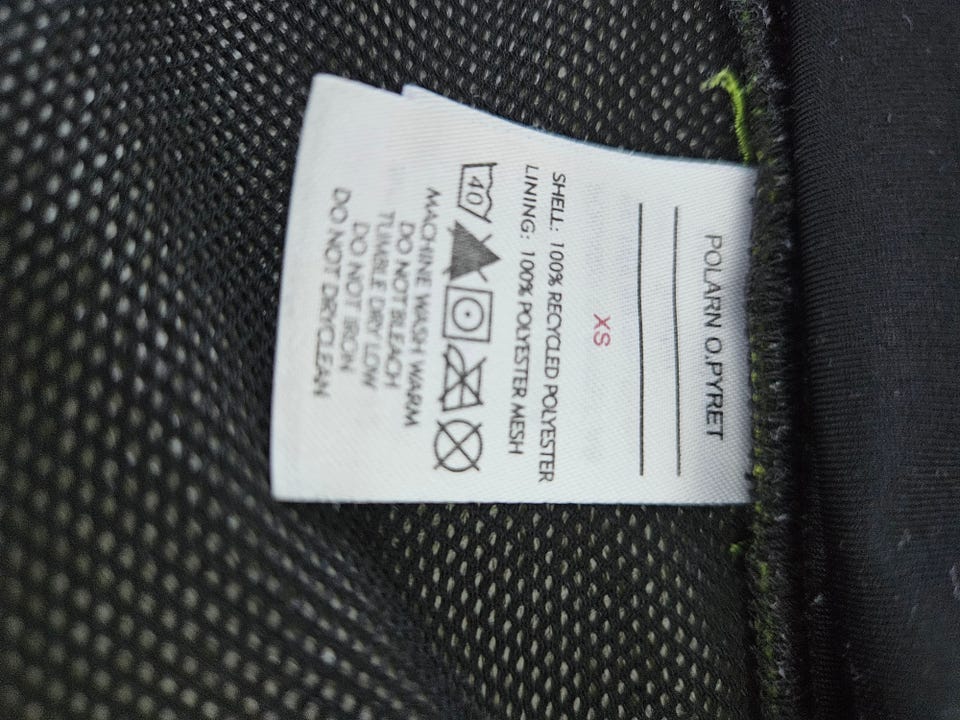 POLARN O.PYRET
XS
SHELL: 100% RECYCLED POLYESTER
LINING: 100% POLYESTER MESH
40
MACHINE WASH WARM
DO NOT BLEACH
TUMBLE DRY LOW
DO NOT IRON
DO NOT DRYCLEAN